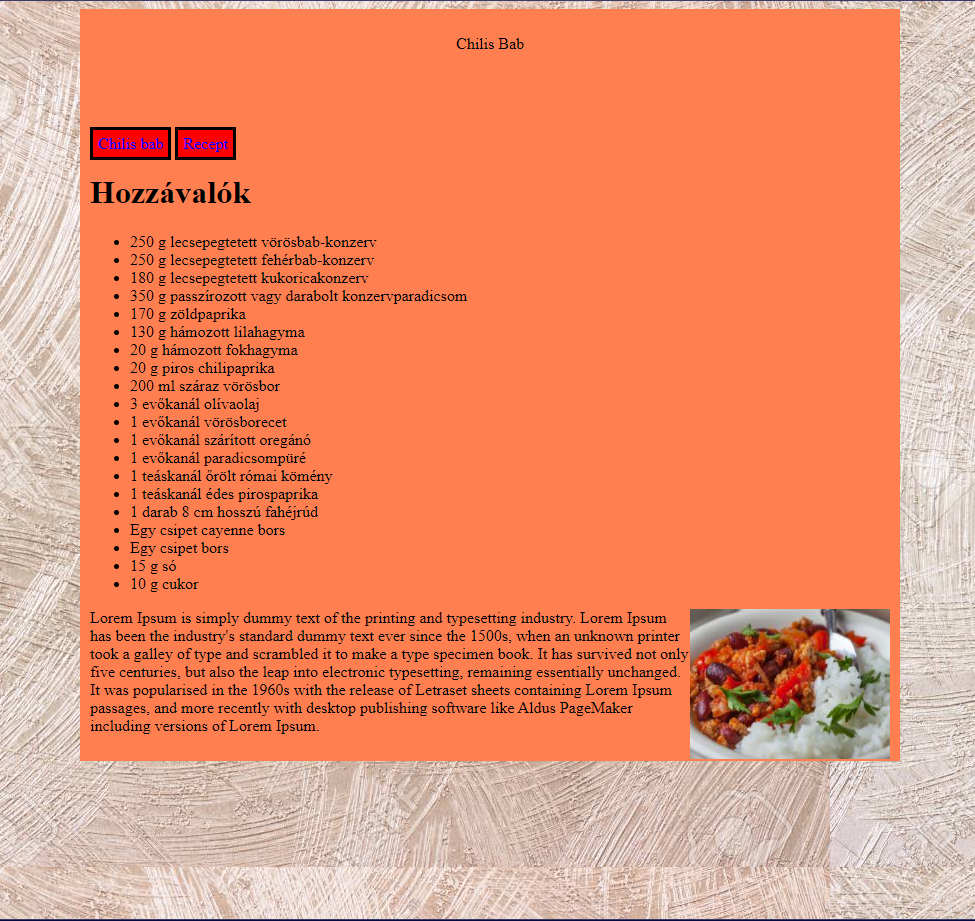 Chilis Bab
Chilis bab Recept
Hozzávalók
250 g lecsepegtetett vörösbab-konzerv
250 g lecsepegtetett fehérbab-konzerv
180 g lecsepegtetett kukoricakonzerv
350 g passzírozott vagy darabolt konzervparadicsom
170 g zöldpaprika
130 g hámozott lilahagyma
20 g hámozott fokhagyma
20 g piros chilipaprika
200 ml száraz vörösbor
3 evőkanál olívaolaj
1 evőkanál vörösborecet
1 evőkanál szárított oregánó
1 evőkanál paradicsompüré
1 teáskanál őrölt római kömény
1 teáskanál édes pirospaprika
1 darab 8 cm hosszú fahéjrúd
Egy csipet cayenne bors
Egy csipet bors
15 g só
10 g cukor
Lorem Ipsum is simply dummy text of the printing and typesetting industry. Lorem Ipsum
has been the industry's standard dummy text ever since the 1500s, when an unknown printer
took a galley of type and scrambled it to make a type specimen book. It has survived not only
five centuries, but also the leap into electronic typesetting, remaining essentially unchanged.
It was popularised in the 1960s with the release of Letraset sheets containing Lorem Ipsum
passages, and more recently with desktop publishing software like Aldus PageMaker
including versions of Lorem Ipsum.